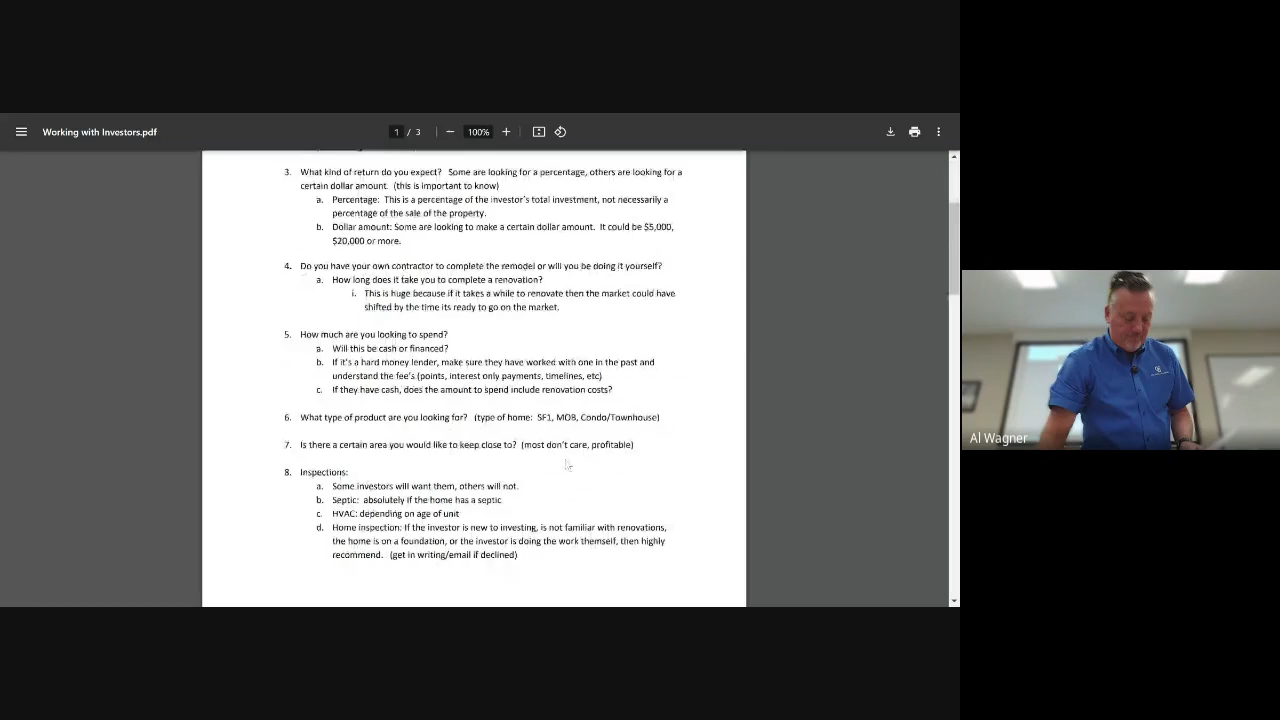 Working with Investors.pdf
1 / 3
100%
3. What kind of return do you expect? Some are looking for a percentage, others are looking for a
certain dollar amount. (this is important to know)
a. Percentage: This is a percentage of the investor's total investment, not necessarily a
percentage of the sale of the property.
b. Dollar amount: Some are looking to make a certain dollar amount. It could be $5,000,
$20,000 or more.
4. Do you have your own contractor to complete the remodel or will you be doing it yourself?
a. How long does it take you to complete a renovation?
i. This is huge because if it takes a while to renovate then the market could have
shifted by the time its ready to go on the market.
5. How much are you looking to spend?
a. Will this be cash or financed?
b. If it's a hard money lender, make sure they have worked with one in the past and
understand the fee's (points, interest only payments, timelines, etc)
c. If they have cash, does the amount to spend include renovation costs?
6. What type of product are you looking for? (type of home: SF1, MOB, Condo/Townhouse)
7. Is there a certain area you would like to keep close to? (most don't care, profitable)
8. Inspections:
a. Some investors will want them, others will not.
b. Septic: absolutely if the home has a septic
c. HVAC: depending on age of unit
d. Home inspection: If the investor is new to investing, is not familiar with renovations,
the home is on a foundation, or the investor is doing the work themself, then highly
recommend. (get in writing/email if declined)
Al Wagner